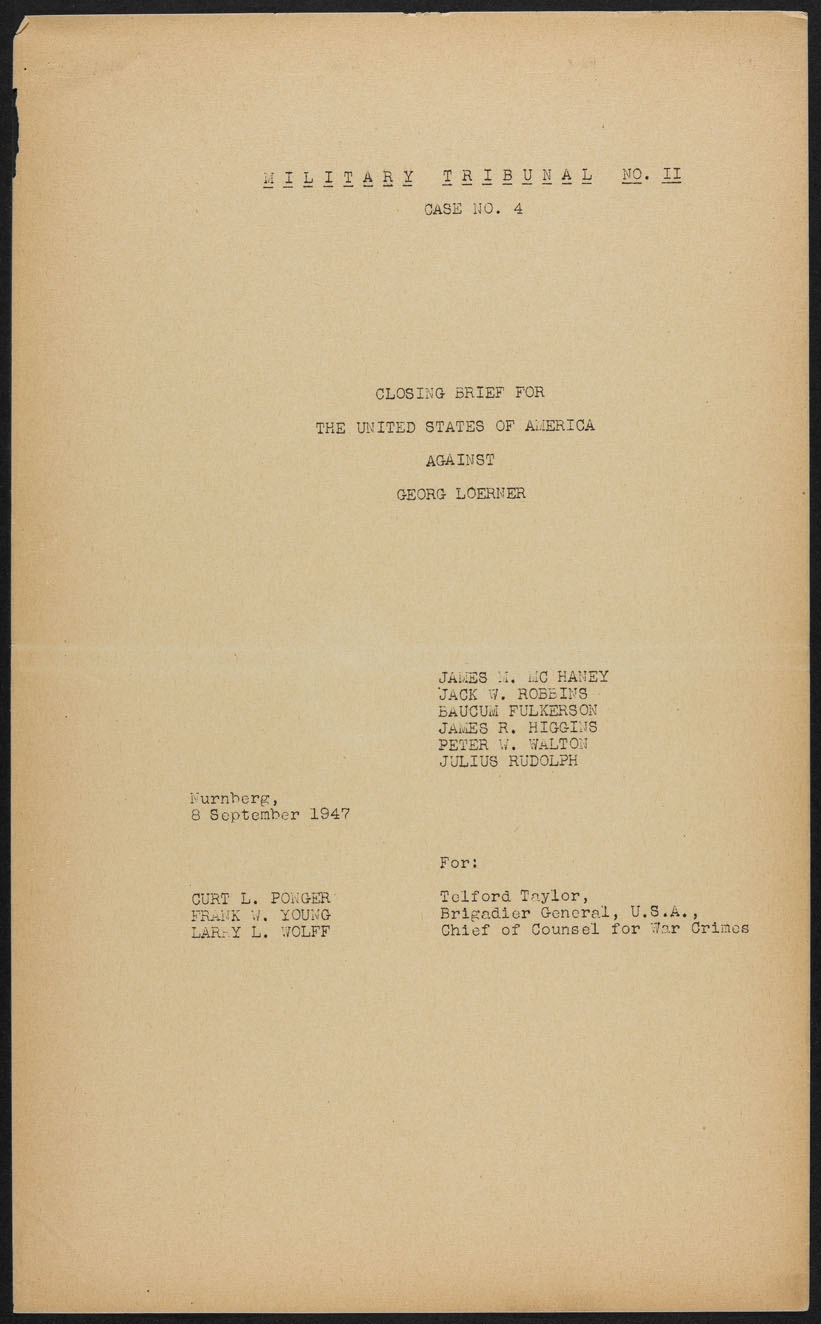 MILITARY TRIBUNAL NO. II
CASE NO. 4
CLOSING BRIEF FOR
THE UNITED STATES OF AMERICA
AGAINST
GEORG LOERNER
JAMES M. MC HANEY
JACK W. ROBBINS
BAUCUM FULKERSON
JAMES R. HIGGINS
PETER W. WALTON
JULIUS RUDOLPH
Nurnberg,
8 September 1947
For:
CURT L. PONGER
FRANK W. YOUNG
LARRY L. WOLFF
Telford Taylor,
Brigadier General, U.S.A.,
Chief of Counsel for War Crimes